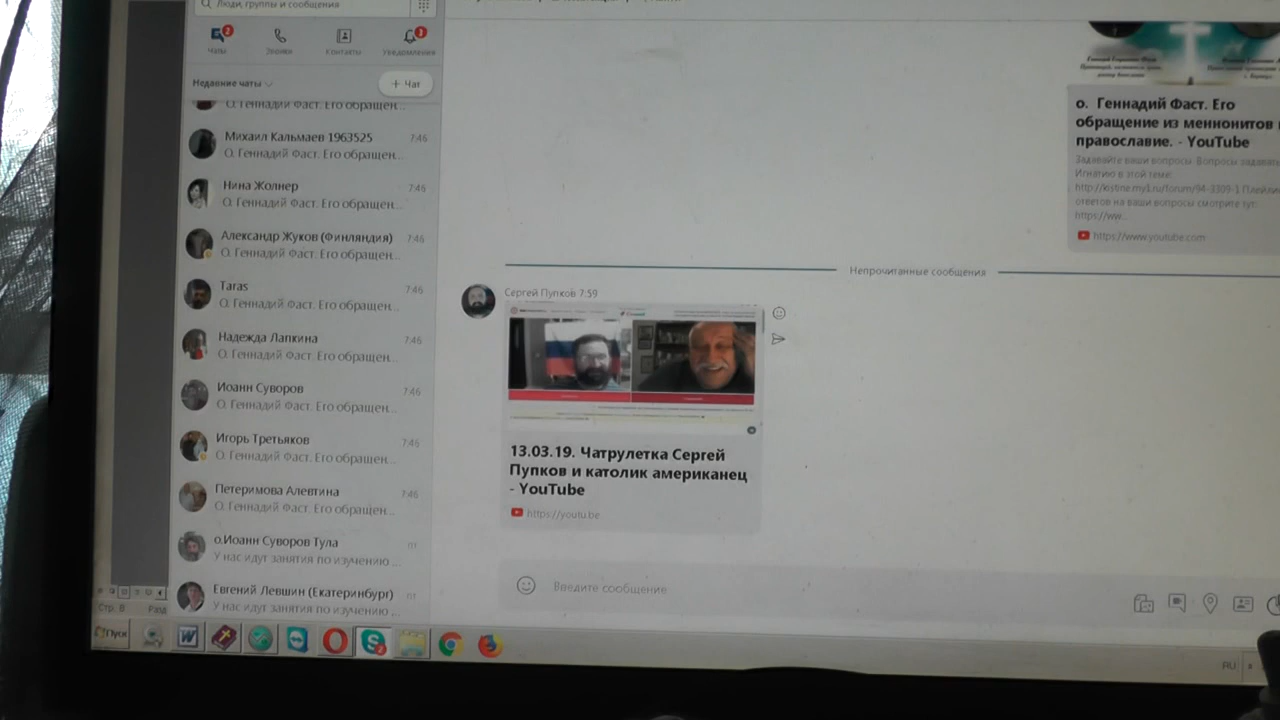 Люди, группы и сообщения
2
3
Чаты
Звонки
Контакты
Уведомления
Недавние чаты
+ Чат
О. Геннадий Фаст. Его обращен...
Михаил Кальмаев 1963525 7:46
О. Геннадий Фаст. Его обращен...
Нина Жолнер 7:46
О. Геннадий Фаст. Его обращен...
Александр Жуков (Финляндия) 7:46
О. Геннадий Фаст. Его обращен...
Taras 7:46
О. Геннадий Фаст. Его обращен...
Надежда Лапкина 7:46
О. Геннадий Фаст. Его обращен...
Иоанн Суворов 7:46
О. Геннадий Фаст. Его обращен...
Игорь Третьяков 7:46
О. Геннадий Фаст. Его обращен...
Петеримова Алевтина 7:46
О. Геннадий Фаст. Его обращен...
о.Иоанн Суворов Тула пт
У нас идут занятия по изучению ...
Евгений Левшин (Екатеринбург) пт
У нас идут занятия по изучению ...
о. Геннадий Фаст. Его
обращение из меннонитов
православие. - YouTube
Задавайте ваши вопросы. Вопросы
Игнатию в этой теме:
http://iostine.my1.ru/forum/94-3309-1
ответов на ваши вопросы смотрите тут:
https://ww...
https://www.youtube.com
Непрочитанные сообщения
Сергей Пупков 7:59
13.03.19. Чатрулетка Сергей
Пупков и католик американец
- YouTube
https://youtu.be
Введите сообщение
Стр. 8 Разд
Пуск
RU